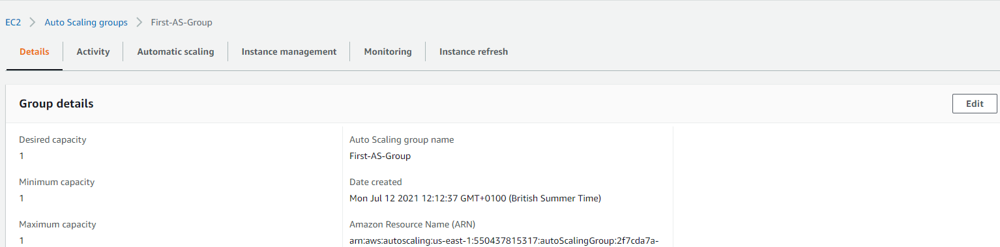 EC2 > Auto Scaling groups > First-AS-Group
Details Activity Automatic scaling Instance management Monitoring Instance refresh
Group details
Edit
Desired capacity
1
Minimum capacity
1
Maximum capacity
1
Auto Scaling group name
First-AS-Group
Date created
Mon Jul 12 2021 12:12:37 GMT+0100 (British Summer Time)
Amazon Resource Name (ARN)
arn:aws:autoscaling:us-east-1:550437815317:autoScalingGroup:2f7cda7a-